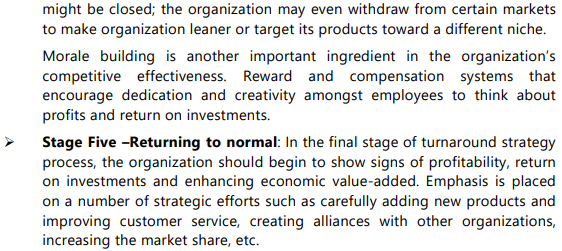 might be closed; the organization may even withdraw from certain markets
to make organization leaner or target its products toward a different niche.
Morale building is another important ingredient in the organization's
competitive effectiveness. Reward and compensation systems that
encourage dedication and creativity amongst employees to think about
profits and return on investments.
➢ Stage Five –Returning to normal: In the final stage of turnaround strategy
process, the organization should begin to show signs of profitability, return
on investments and enhancing economic value-added. Emphasis is placed
on a number of strategic efforts such as carefully adding new products and
improving customer service, creating alliances with other organizations,
increasing the market share, etc.